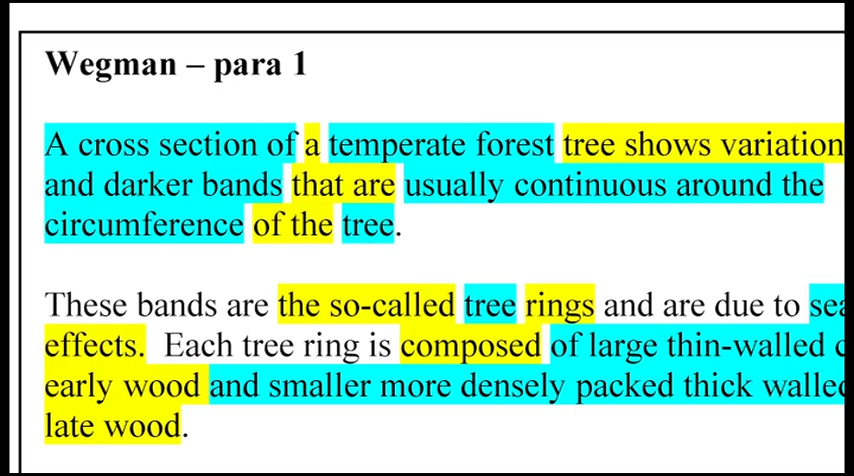 Wegman – para 1
A cross section of a temperate forest tree shows variation
and darker bands that are usually continuous around the
circumference of the tree.
These bands are the so-called tree rings and are due to
effects. Each tree ring is composed of large thin-walled
early wood and smaller more densely packed thick walled
late wood.